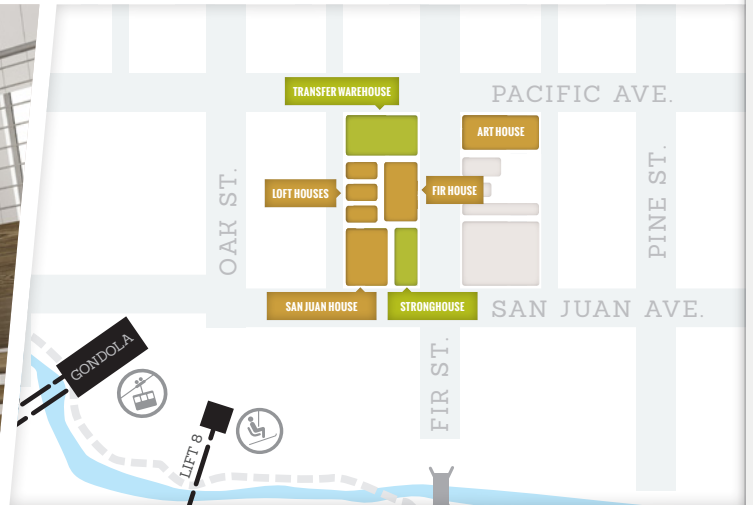 TRANSFER WAREHOUSE
PACIFIC AVE.
ART HOUSE
LOFT HOUSES
FIR HOUSE
OAK ST.
PINE ST.
SAN JUAN HOUSE
STRONGHOUSE
SAN JUAN AVE.
FIR ST.
GONDOLA
LIFT 8